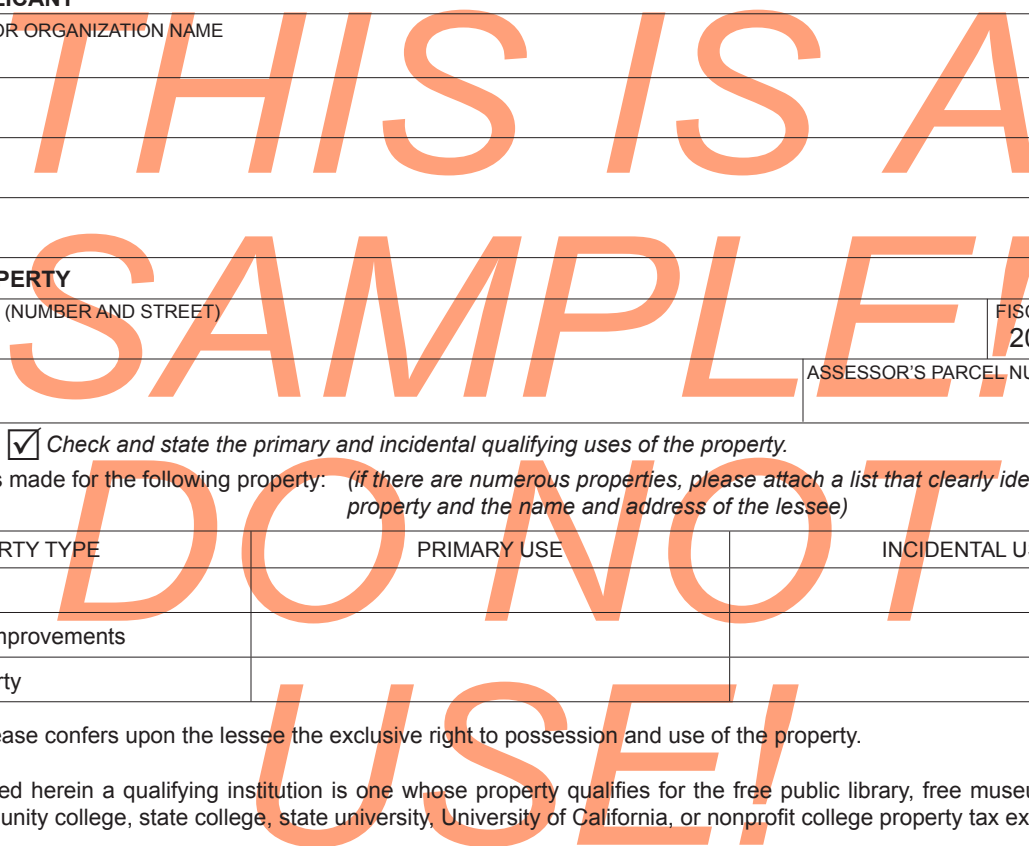 LICANT
OR ORGANIZATION NAME
THIS IS A
SAMPLE!
DO NOT
USE!
PERTY
(NUMBER AND STREET)
FISC
20
ASSESSOR'S PARCEL NU
Check and state the primary and incidental qualifying uses of the property.
s made for the following property: (if there are numerous properties, please attach a list that clearly ide
property and the name and address of the lessee)
RTY TYPE PRIMARY USE INCIDENTAL US
mprovements
rty
ease confers upon the lessee the exclusive right to possession and use of the property.
ed herein a qualifying institution is one whose property qualifies for the free public library, free museu
unity college, state college, state university, University of California, or nonprofit college property tax ex